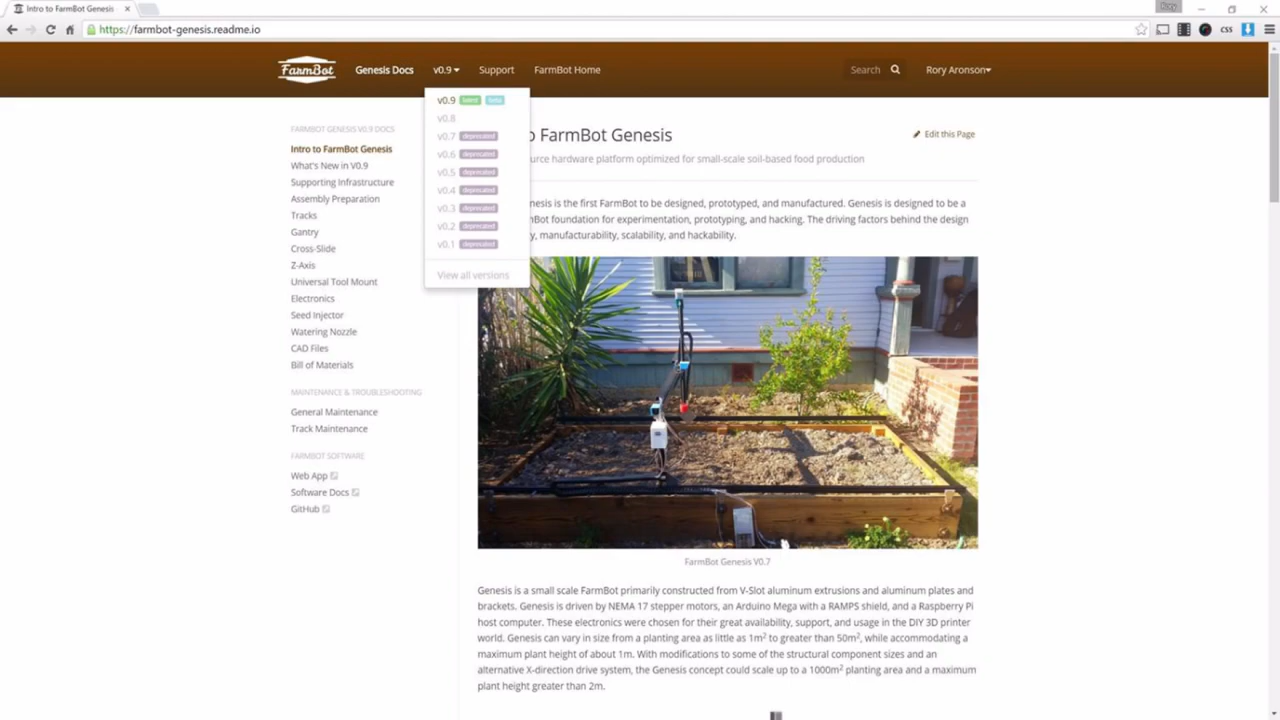 Intro to FarmBot Genesis
Rory
https://farmbot-genesis.readme.io
CSS
FarmBot
Genesis Docs
v0.9
Support
FarmBot Home
Search
Rory Aronson
v0.9 latest beta
v0.8
v0.7 deprecated
v0.6 deprecated
v0.5 deprecated
v0.4 deprecated
v0.3 deprecated
v0.2 deprecated
v0.1 deprecated
View all versions
FARMBOT GENESIS V0.9 DOCS
Intro to FarmBot Genesis
What's New in V0.9
Supporting Infrastructure
Assembly Preparation
Tracks
Gantry
Cross-Slide
Z-Axis
Universal Tool Mount
Electronics
Seed Injector
Watering Nozzle
CAD Files
Bill of Materials
MAINTENANCE & TROUBLESHOOTING
General Maintenance
Track Maintenance
FARMBOT SOFTWARE
Web App
Software Docs
GitHub
FarmBot Genesis
Edit this Page
hardware platform optimized for small-scale soil-based food production
is the first FarmBot to be designed, prototyped, and manufactured. Genesis is designed to be a
foundation for experimentation, prototyping, and hacking. The driving factors behind the design
manufacturability, scalability, and hackability.
FarmBot Genesis V0.7
Genesis is a small scale FarmBot primarily constructed from V-Slot aluminum extrusions and aluminum plates and
brackets. Genesis is driven by NEMA 17 stepper motors, an Arduino Mega with a RAMPS shield, and a Raspberry Pi
host computer. These electronics were chosen for their great availability, support, and usage in the DIY 3D printer
world. Genesis can vary in size from a planting area as little as 1m² to greater than 50m², while accommodating a
maximum plant height of about 1m. With modifications to some of the structural component sizes and an
alternative X-direction drive system, the Genesis concept could scale up to a 1000m² planting area and a maximum
plant height greater than 2m.